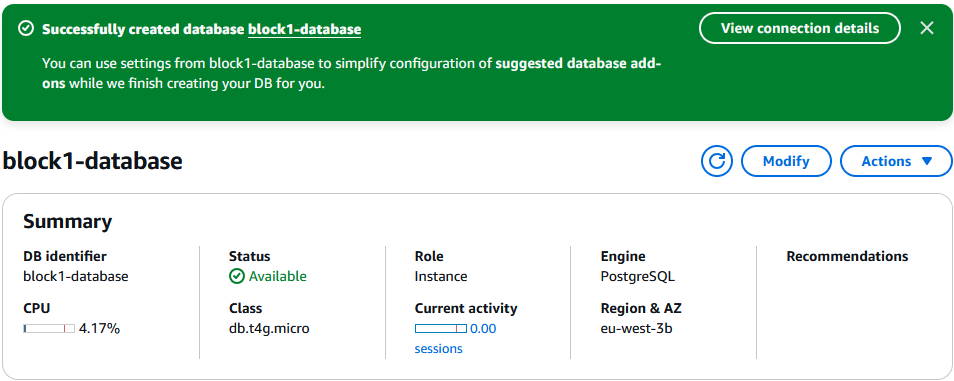 Successfully created database block1-database
View connection details
You can use settings from block1-database to simplify configuration of suggested database add-
ons while we finish creating your DB for you.
block1-database
Modify
Actions
Summary
DB identifier
block1-database
Status
Available
Role
Instance
Engine
PostgreSQL
Recommendations
CPU
4.17%
Class
db.t4g.micro
Current activity
0.00
sessions
Region & AZ
eu-west-3b